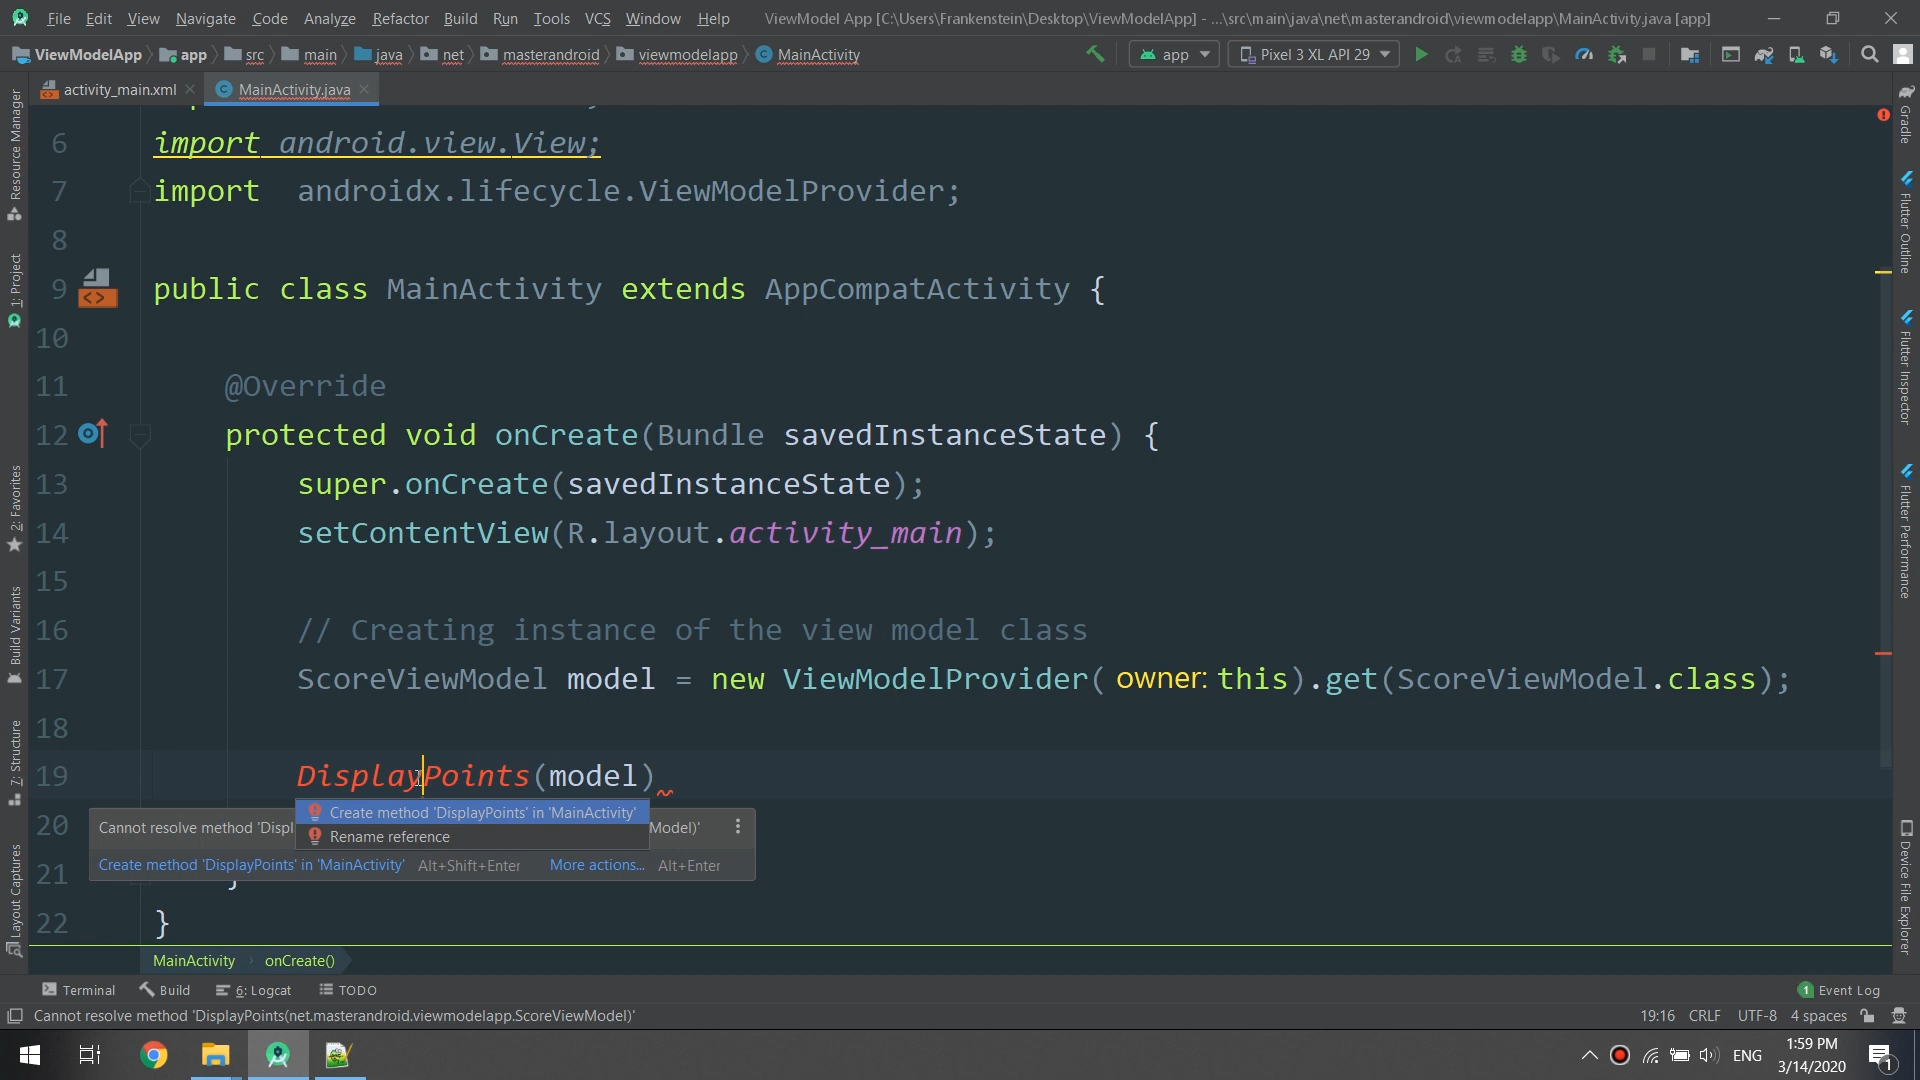 File Edit View Navigate Code Analyze Refactor Build Run Tools VCS Window Help ViewModel App [C:\Users\Frankenstein\Desktop\ViewModelApp] - ...\src\main\java\net\masterandroid\viewmodelapp\MainActivity.java [app]
ViewModelApp app src main java net masterandroid viewmodelapp MainActivity app Pixel 3 XL API 29
activity_main.xml MainActivity.java
6 import android.view.View;
7 import androidx.lifecycle.ViewModelProvider;
8
9 public class MainActivity extends AppCompatActivity {
10
11 @Override
12 protected void onCreate(Bundle savedInstanceState) {
13 super.onCreate(savedInstanceState);
14 setContentView(R.layout.activity_main);
15
16 // Creating instance of the view model class
17 ScoreViewModel model = new ViewModelProvider( owner: this).get(ScoreViewModel.class);
18
19 DisplayPoints(model)
Create method 'DisplayPoints' in 'MainActivity'
20 Cannot resolve method 'Displ Model)'
Rename reference
Create method 'DisplayPoints' in 'MainActivity' Alt+Shift+Enter More actions... Alt+Enter
21
22 }
MainActivity onCreate()
Terminal Build 6: Logcat TODO 1 Event Log
Cannot resolve method 'DisplayPoints(net.masterandroid.viewmodelapp.ScoreViewModel)' 19:16 CRLF UTF-8 4 spaces
ENG 1:59 PM
3/14/2020 1
Resource Manager
1: Project
2: Favorites
Build Variants
7: Structure
Layout Captures
Gradle
Flutter Outline
Flutter Inspector
Flutter Performance
Device File Explorer